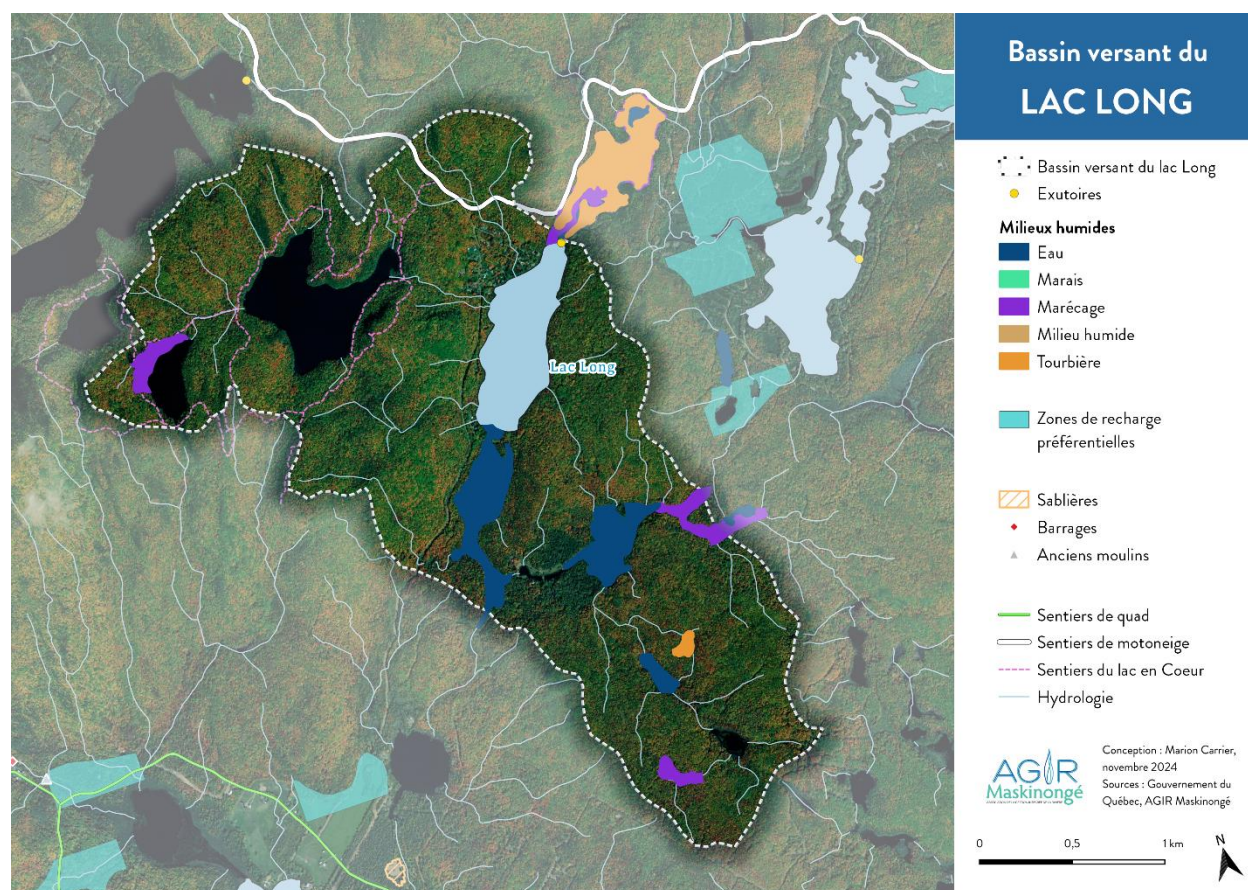 Bassin versant du
LAC LONG
Bassin versant du lac Long
Exutoires
Milieux humides
Eau
Marais
Marécage
Milieu humide
Tourbière
Zones de recharge
préférentielles
Sablières
Barrages
Anciens moulins
Sentiers de quad
Sentiers de motoneige
Sentiers du lac en Coeur
Hydrologie
Lac Long
AGIR
Maskinongé
Conception : Marion Carrier,
novembre 2024
Sources : Gouvernement du
Québec, AGIR Maskinongé
0 0,5 1 km
N